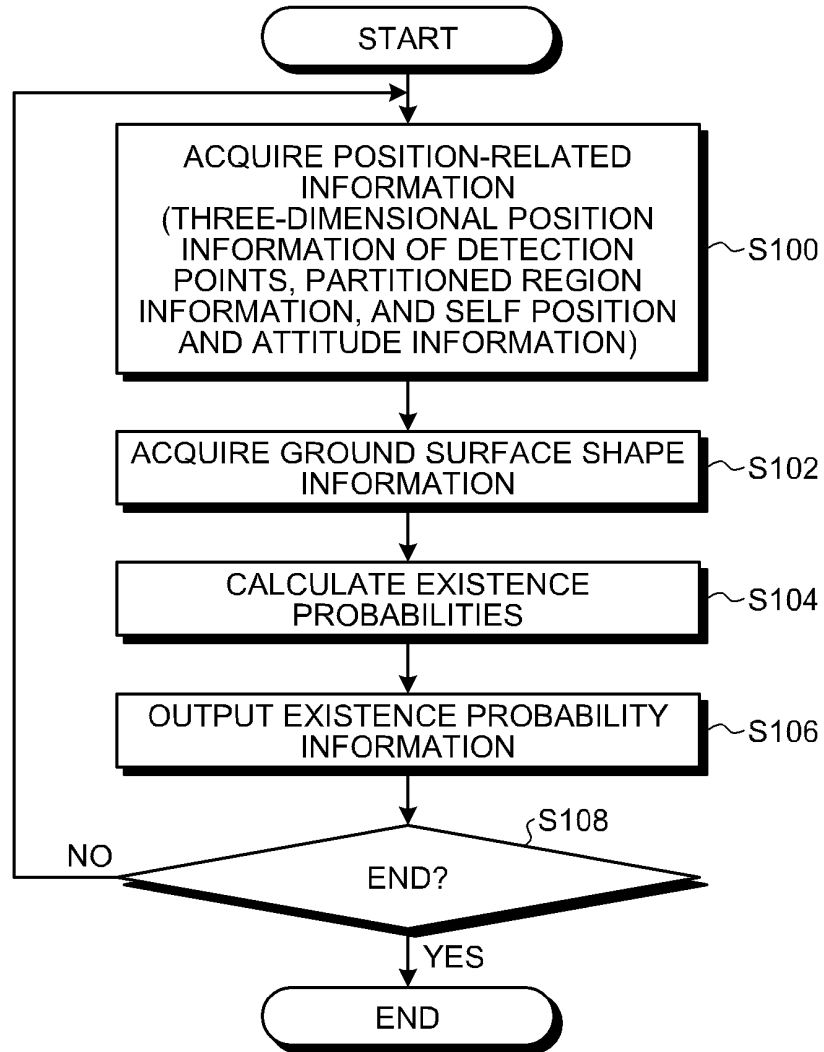 START
ACQUIRE POSITION-RELATED
INFORMATION
(THREE-DIMENSIONAL POSITION
INFORMATION OF DETECTION
POINTS, PARTITIONED REGION
INFORMATION, AND SELF POSITION
AND ATTITUDE INFORMATION)
S100
ACQUIRE GROUND SURFACE SHAPE
INFORMATION
S102
CALCULATE EXISTENCE
PROBABILITIES
S104
OUTPUT EXISTENCE PROBABILITY
INFORMATION
S106
S108
NO
END?
YES
END